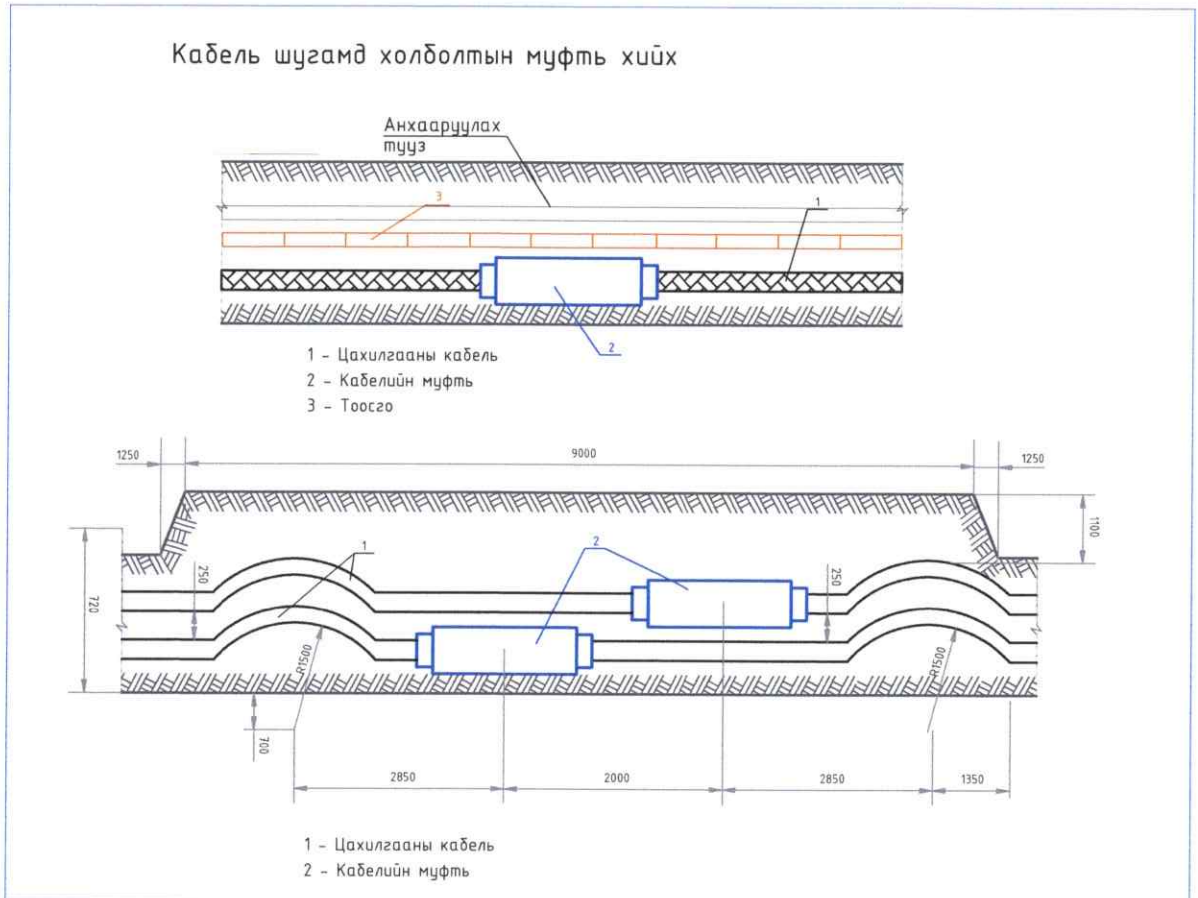 Кабель шугамд холболтын муфть хийх
Анхааруулах
тууз
3
1
2
1 - Цахилгааны кабель
2 - Кабелийн муфть
3 - Тоосго
1250
9000
1250
1100
1
2
250
250
720
R1500
R1500
700
2850
2000
2850
1350
1 - Цахилгааны кабель
2 - Кабелийн муфть